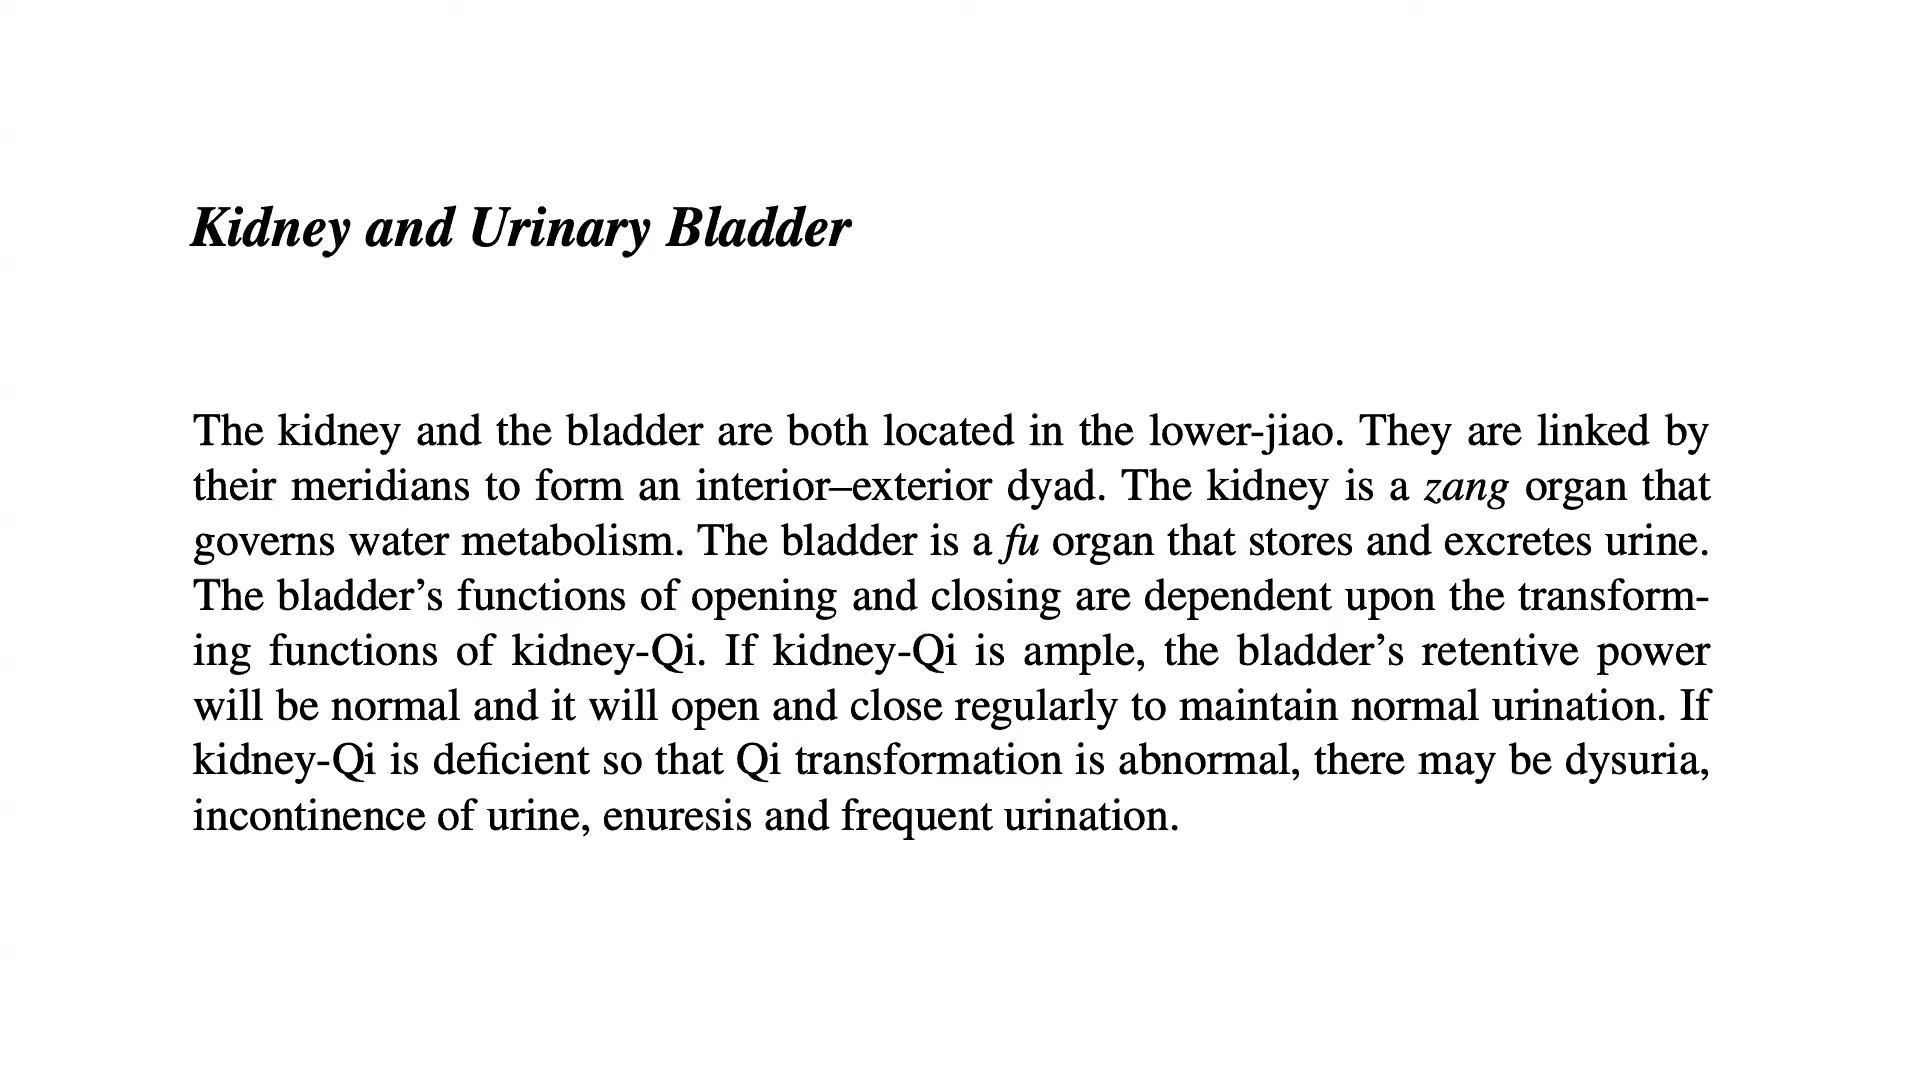 Kidney and Urinary Bladder
The kidney and the bladder are both located in the lower-jiao. They are linked by
their meridians to form an interior–exterior dyad. The kidney is a zang organ that
governs water metabolism. The bladder is a fu organ that stores and excretes urine.
The bladder’s functions of opening and closing are dependent upon the transform-
ing functions of kidney-Qi. If kidney-Qi is ample, the bladder’s retentive power
will be normal and it will open and close regularly to maintain normal urination. If
kidney-Qi is deficient so that Qi transformation is abnormal, there may be dysuria,
incontinence of urine, enuresis and frequent urination.